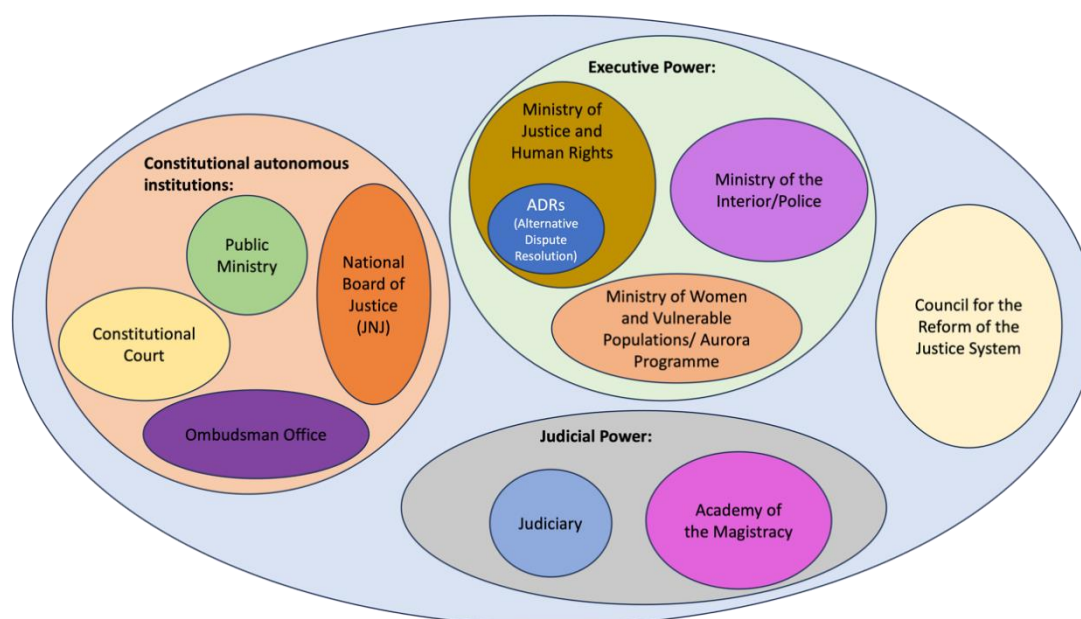 Constitutional autonomous
institutions:
Public
Ministry
National
Board of
Justice
(JNJ)
Constitutional
Court
Ombudsman Office
Executive Power:
Ministry of
Justice and
Human Rights
ADRs
(Alternative
Dispute
Resolution)
Ministry of the
Interior/Police
Ministry of Women
and Vulnerable
Populations/ Aurora
Programme
Judicial Power:
Judiciary
Academy of
the Magistracy
Council for the
Reform of the
Justice System